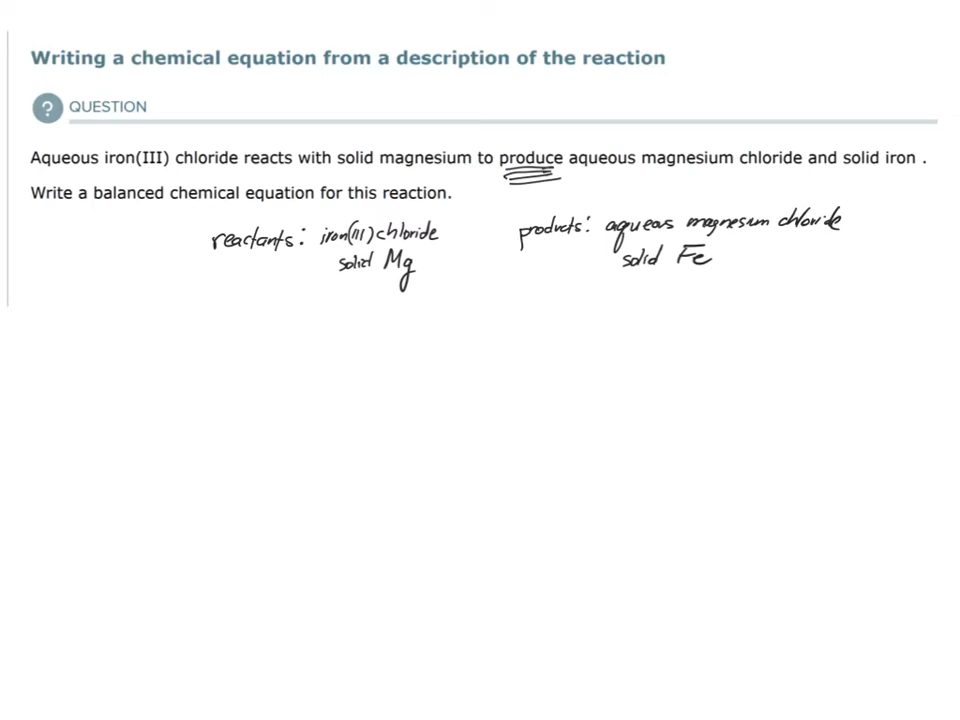 Writing a chemical equation from a description of the reaction
? QUESTION
Aqueous iron(III) chloride reacts with solid magnesium to produce aqueous magnesium chloride and solid iron .
Write a balanced chemical equation for this reaction.
reactants: iron(III) chloride
solid Mg
products: aqueous magnesium chloride
solid Fe